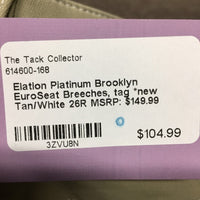 The Tack Collector
614600-168
Elation Platinum Brooklyn
EuroSeat Breeches, tag *new
Tan/White 26R MSRP: $149.99
3ZVU8N
$104.99